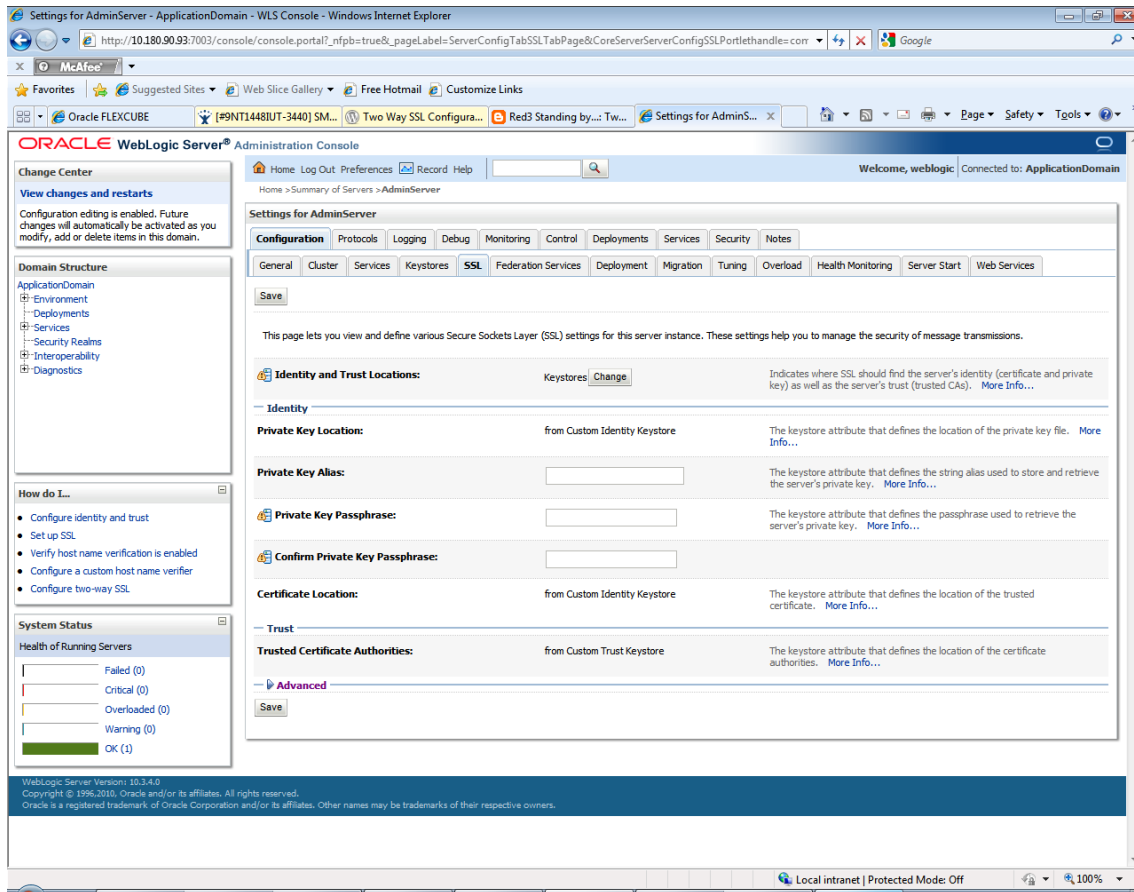 Settings for AdminServer - ApplicationDomain - WLS Console - Windows Internet Explorer
http://10.180.90.93:7003/console/console.portal?_nfpb=true&_pageLabel=ServerConfigTabSSLTabPage&CoreServerServerConfigSSLPortlethandle=com
Google
x McAfee
Favorites Suggested Sites Web Slice Gallery Free Hotmail Customize Links
Oracle FLEXCUBE [#9NT1448IUT-3440] SM... Two Way SSL Configura... Red3 Standing by...: Tw... Settings for AdminS... X Page Safety Tools
ORACLE WebLogic Server® Administration Console
Change Center
View changes and restarts
Configuration editing is enabled. Future
changes will automatically be activated as you
modify, add or delete items in this domain.
Domain Structure
ApplicationDomain
Environment
Deployments
Services
Security Realms
Interoperability
Diagnostics
How do I...
Configure identity and trust
Set up SSL
Verify host name verification is enabled
Configure a custom host name verifier
Configure two-way SSL
System Status
Health of Running Servers
Failed (0)
Critical (0)
Overloaded (0)
Warning (0)
OK (1)
Home Log Out Preferences Record Help
Welcome, weblogic Connected to: ApplicationDomain
Home >Summary of Servers >AdminServer
Settings for AdminServer
Configuration Protocols Logging Debug Monitoring Control Deployments Services Security Notes
General Cluster Services Keystores SSL Federation Services Deployment Migration Tuning Overload Health Monitoring Server Start Web Services
Save
This page lets you view and define various Secure Sockets Layer (SSL) settings for this server instance. These settings help you to manage the security of message transmissions.
Identity and Trust Locations: Keystores Change
Indicates where SSL should find the server's identity (certificate and private
key) as well as the server's trust (trusted CAs). More Info...
Identity
Private Key Location: from Custom Identity Keystore
The keystore attribute that defines the location of the private key file. More
Info...
Private Key Alias:
The keystore attribute that defines the string alias used to store and retrieve
the server's private key. More Info...
Private Key Passphrase:
The keystore attribute that defines the passphrase used to retrieve the
server's private key. More Info...
Confirm Private Key Passphrase:
Certificate Location: from Custom Identity Keystore
The keystore attribute that defines the location of the trusted
certificate. More Info...
Trust
Trusted Certificate Authorities: from Custom Trust Keystore
The keystore attribute that defines the location of the certificate
authorities. More Info...
Advanced
Save
WebLogic Server Version: 10.3.4.0
Copyright © 1996,2010, Oracle and/or its affiliates. All rights reserved.
Oracle is a registered trademark of Oracle Corporation and/or its affiliates. Other names may be trademarks of their respective owners.
Local intranet | Protected Mode: Off 100%